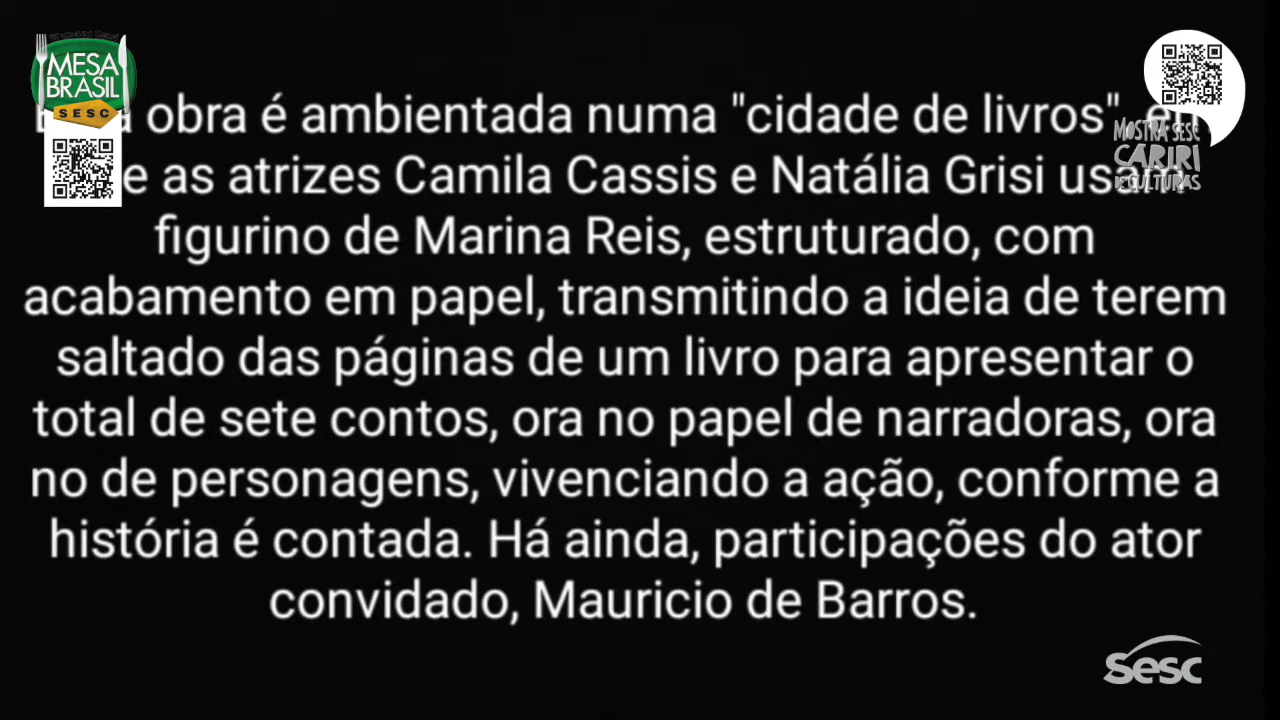 MESA
BRASIL
SESC
obra é ambientada numa "cidade de livros",
e as atrizes Camila Cassis e Natália Grisi
figurino de Marina Reis, estruturado, com
acabamento em papel, transmitindo a ideia de terem
saltado das páginas de um livro para apresentar o
total de sete contos, ora no papel de narradoras, ora
no de personagens, vivenciando a ação, conforme a
história é contada. Há ainda, participações do ator
convidado, Mauricio de Barros.
MOSTRA SESC
CARIRI
DE CULTURAS
Sesc